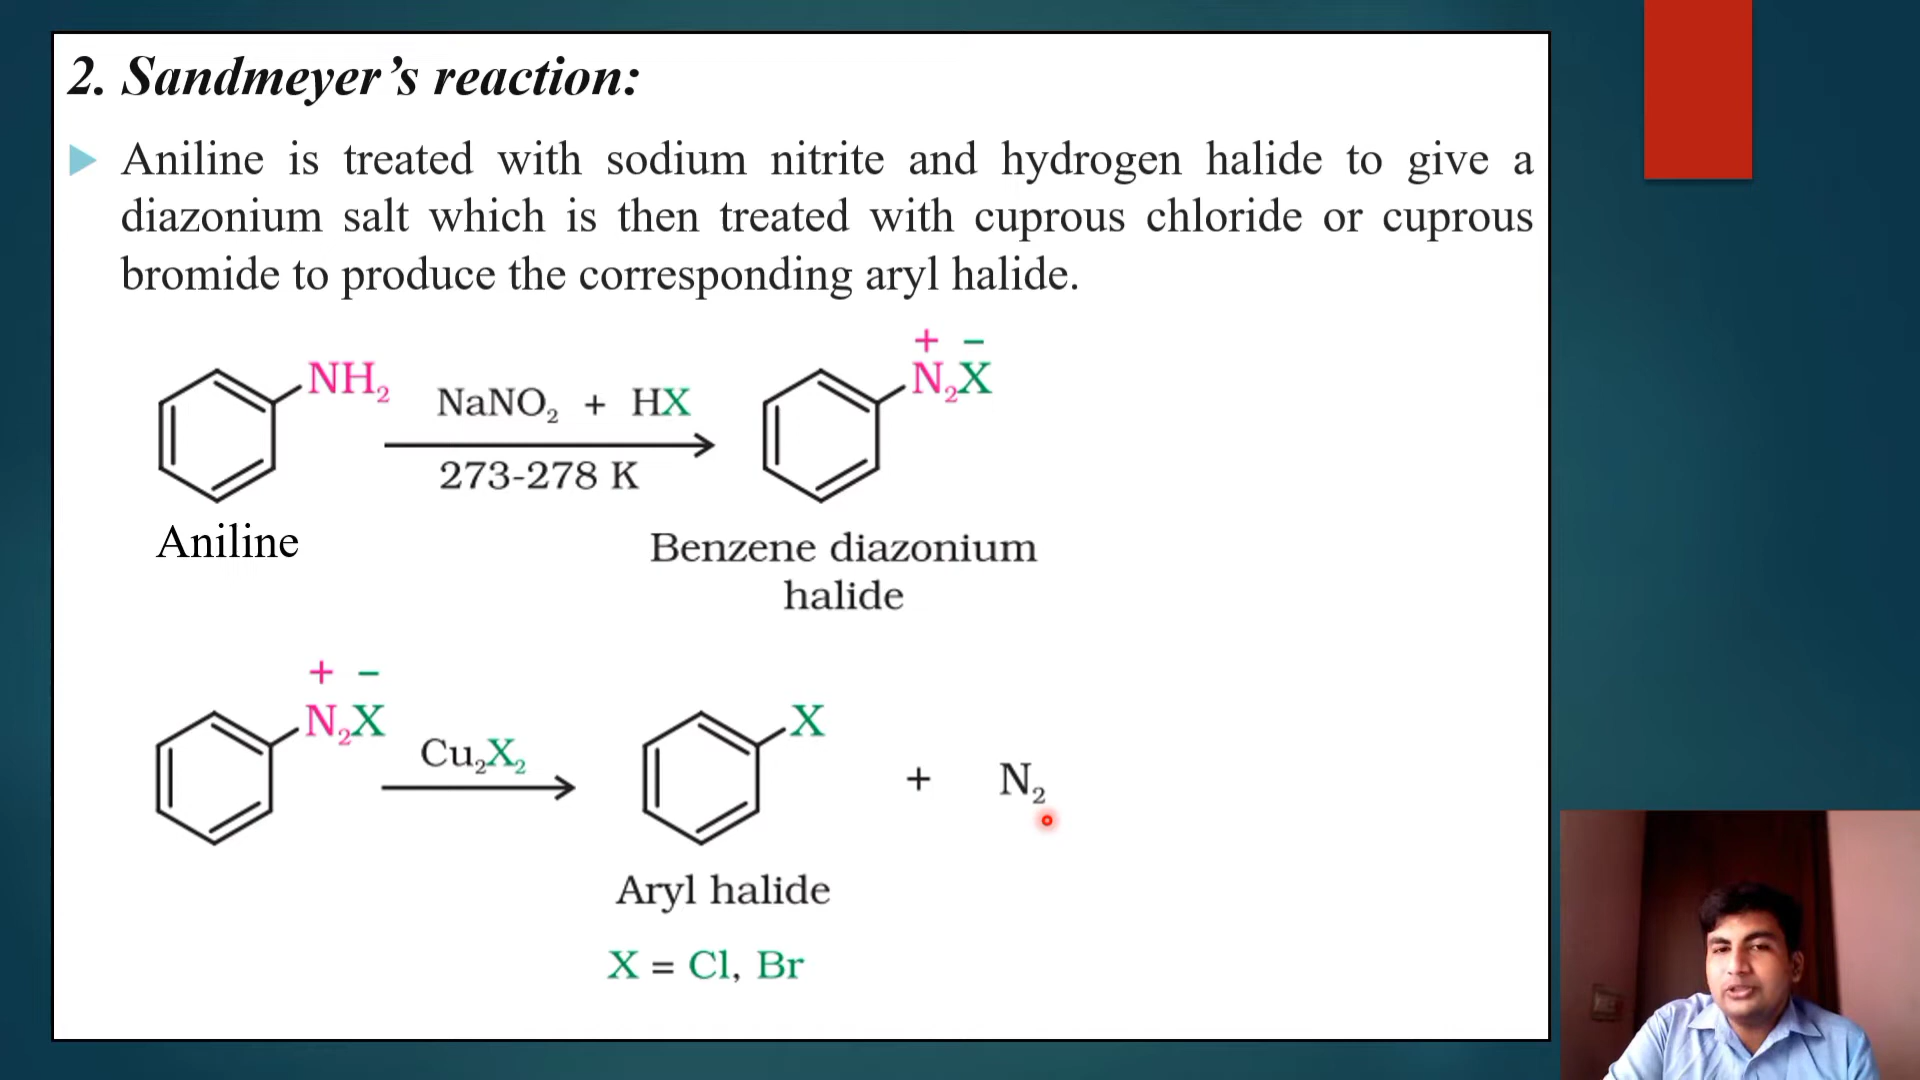 2. Sandmeyer’s reaction:
Aniline is treated with sodium nitrite and hydrogen halide to give a
diazonium salt which is then treated with cuprous chloride or cuprous
bromide to produce the corresponding aryl halide.
NH₂
NaNO₂ + HX
273-278 K
+ −
N₂X
Aniline
Benzene diazonium
halide
+ −
N₂X
Cu₂X₂
X
+ N₂
Aryl halide
X = Cl, Br